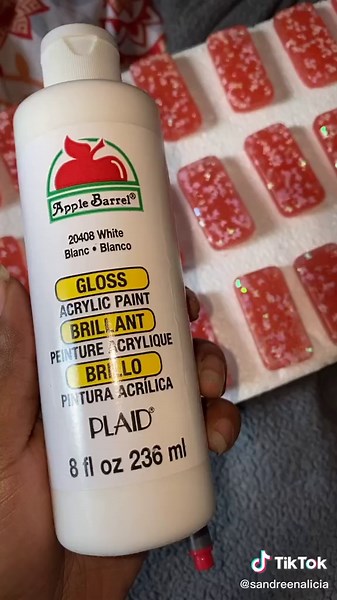 Apple Barrel®
20408 White
Blanc • Blanco
GLOSS
ACRYLIC PAINT
BRILLANT
PEINTURE ACRYLIQUE
BRILLO
PINTURA ACRÍLICA
PLAID®
8 fl oz 236 ml
TikTok
@sandreenalicia